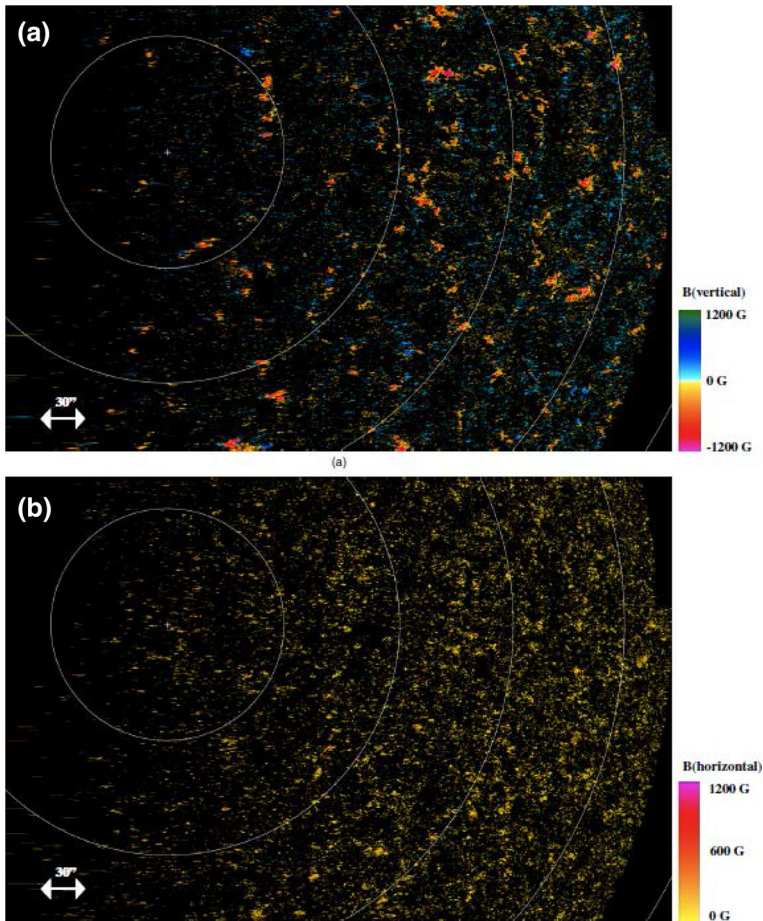 (a)
B(vertical)
1200 G
0 G
-1200 G
30"
(a)
(b)
B(horizontal)
1200 G
600 G
0 G
30"